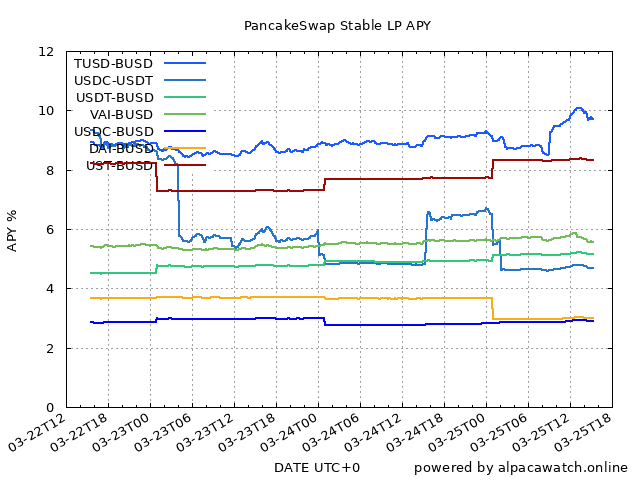 PancakeSwap Stable LP APY
12
10
8
6
4
2
0
APY %
TUSD-BUSD
USDC-USDT
USDT-BUSD
VAI-BUSD
USDC-BUSD
DAI-BUSD
UST-BUSD
03-22T12
03-22T18
03-23T00
03-23T06
03-23T12
03-23T18
03-24T00
03-24T06
03-24T12
03-24T18
03-25T00
03-25T06
03-25T12
03-25T18
DATE UTC+0
powered by alpacawatch.online